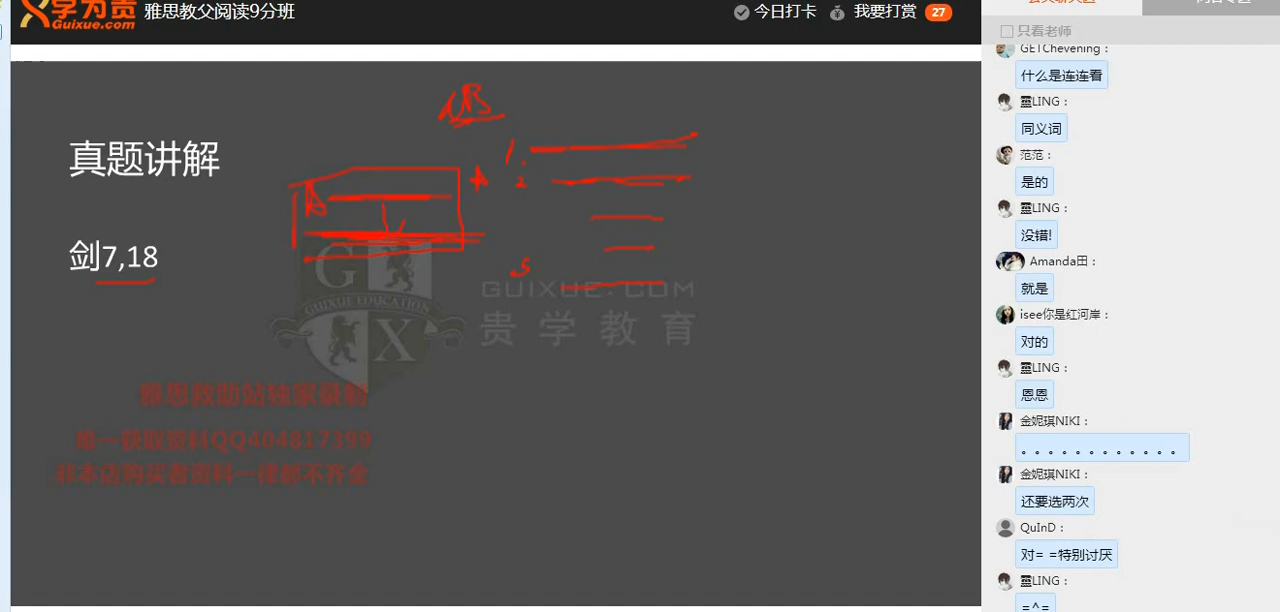 学为贵
Guixue.com
雅思教父阅读9分班
今日打卡
我要打赏 27
只看老师
真题讲解
剑7,18
1.
2
5
A
G
X
GUIXUE EDUCATION
GUIXUE.COM
贵学教育
雅思救助站独家录制
唯一获取资料QQ404817399
非本店购买者资料一律都不齐全
GETChevening:
什么是连连看
靈LING:
同义词
范范:
是的
靈LING:
没错!
Amanda田:
就是
isee你是红河岸:
对的
靈LING:
恩恩
金妮琪NIKI:
。。。。。。。。。。。。
金妮琪NIKI:
还要选两次
QuInD:
对= =特别讨厌
靈LING:
=^=